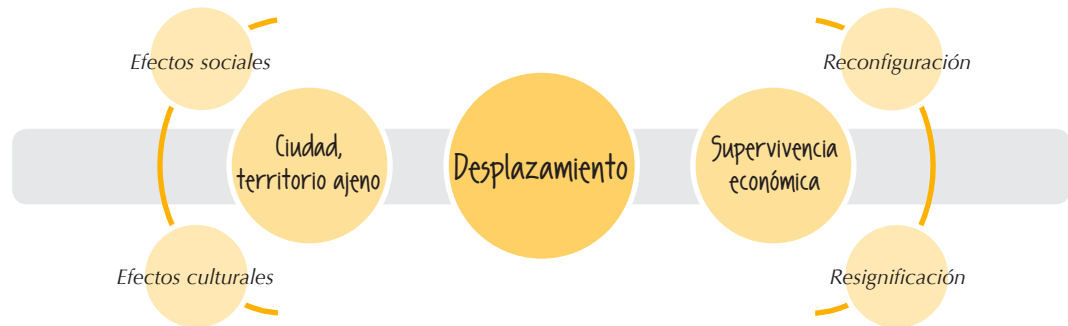 Efectos sociales
Reconfiguración
Ciudad,
territorio ajeno
Desplazamiento
Supervivencia
económica
Efectos culturales
Resignificación